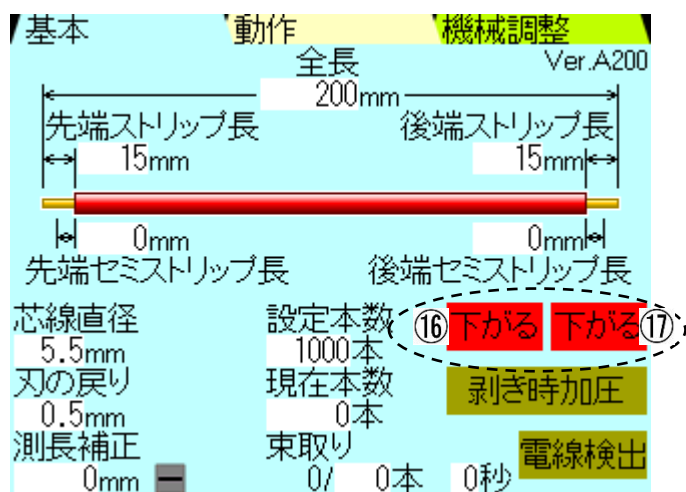 基本 動作 機械調整
全長 Ver.A200
200mm
先端ストリップ長 後端ストリップ長
15mm 15mm
0mm 0mm
先端セミストリップ長 後端セミストリップ長
芯線直径 設定本数 ⑯ 下がる 下がる ⑰
5.5mm 1000本
刃の戻り 現在本数 剥ぎ時加圧
0.5mm 0本
測長補正 束取り 電線検出
0mm ー 0/ 0本 0秒